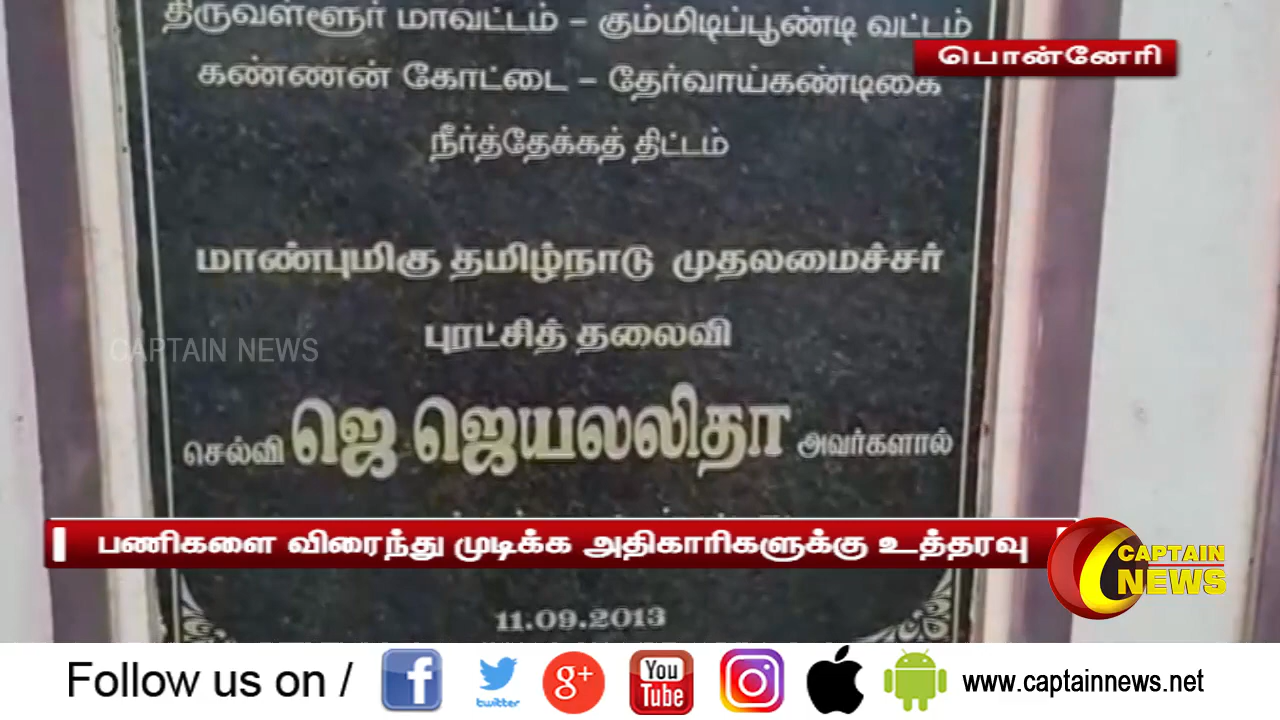 திருவள்ளூர் மாவட்டம் – கும்மிடிப்பூண்டி வட்டம்
பொன்னேரி
கண்ணன் கோட்டை – தேர்வாய்கண்டிகை
நீர்த்தேக்கத் திட்டம்
மாண்புமிகு தமிழ்நாடு முதலமைச்சர்
புரட்சித் தலைவி
CAPTAIN NEWS
செல்வி ஜெ ஜெயலலிதா அவர்களால்
பணிகளை விரைந்து முடிக்க அதிகாரிகளுக்கு உத்தரவு
CAPTAIN
NEWS
11.09.2013
Follow us on /
twitter
g+
You
Tube
www.captainnews.net